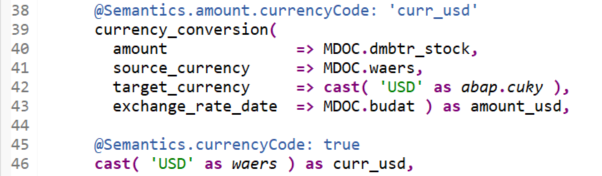 38 @Semantics.amount.currencyCode: 'curr_usd'
39 currency_conversion(
40 amount => MDOC.dmbtr_stock,
41 source_currency => MDOC.waers,
42 target_currency => cast( 'USD' as abap.cuky ),
43 exchange_rate_date => MDOC.budat ) as amount_usd,
44
45 @Semantics.currencyCode: true
46 cast( 'USD' as waers ) as curr_usd,